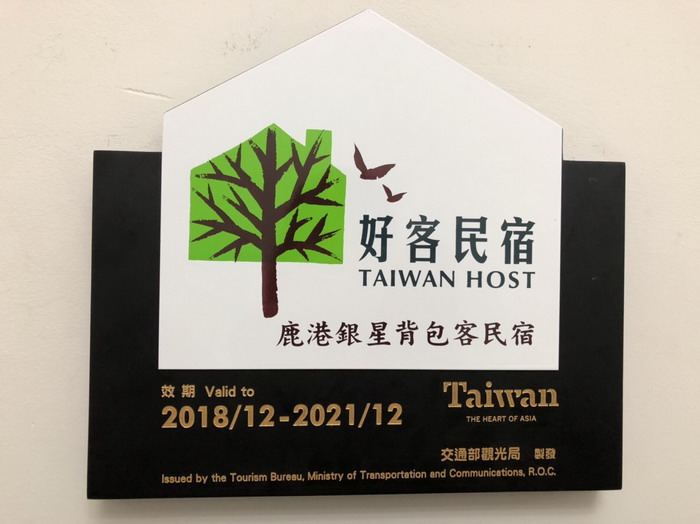 好客民宿
TAIWAN HOST
鹿港銀星背包客民宿
效期 Valid to
2018/12-2021/12
Taiwan
THE HEART OF ASIA
交通部觀光局 製發
Issued by the Tourism Bureau, Ministry of Transportation and Communications, R.O.C.